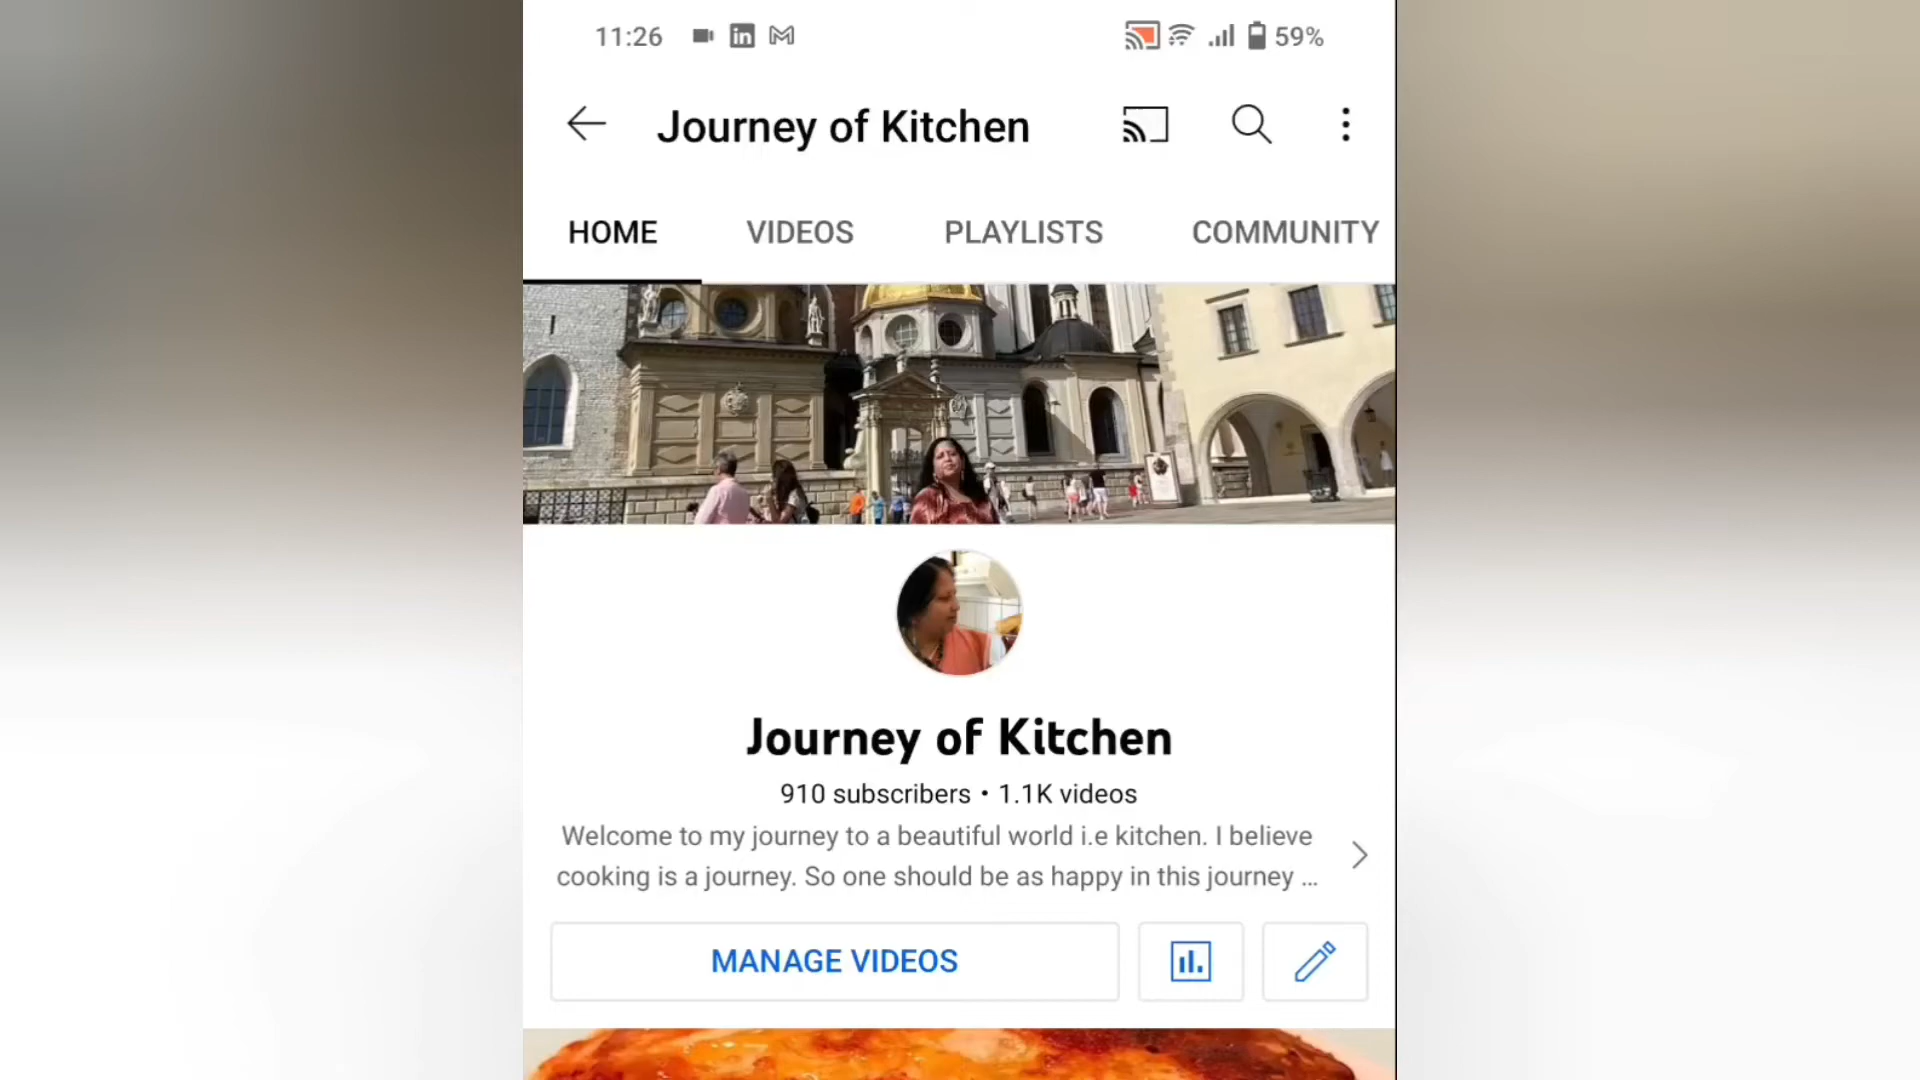 11:26 in 59%
Journey of Kitchen
HOME VIDEOS PLAYLISTS COMMUNITY
Journey of Kitchen
910 subscribers • 1.1K videos
Welcome to my journey to a beautiful world i.e kitchen. I believe
cooking is a journey. So one should be as happy in this journey ...
MANAGE VIDEOS